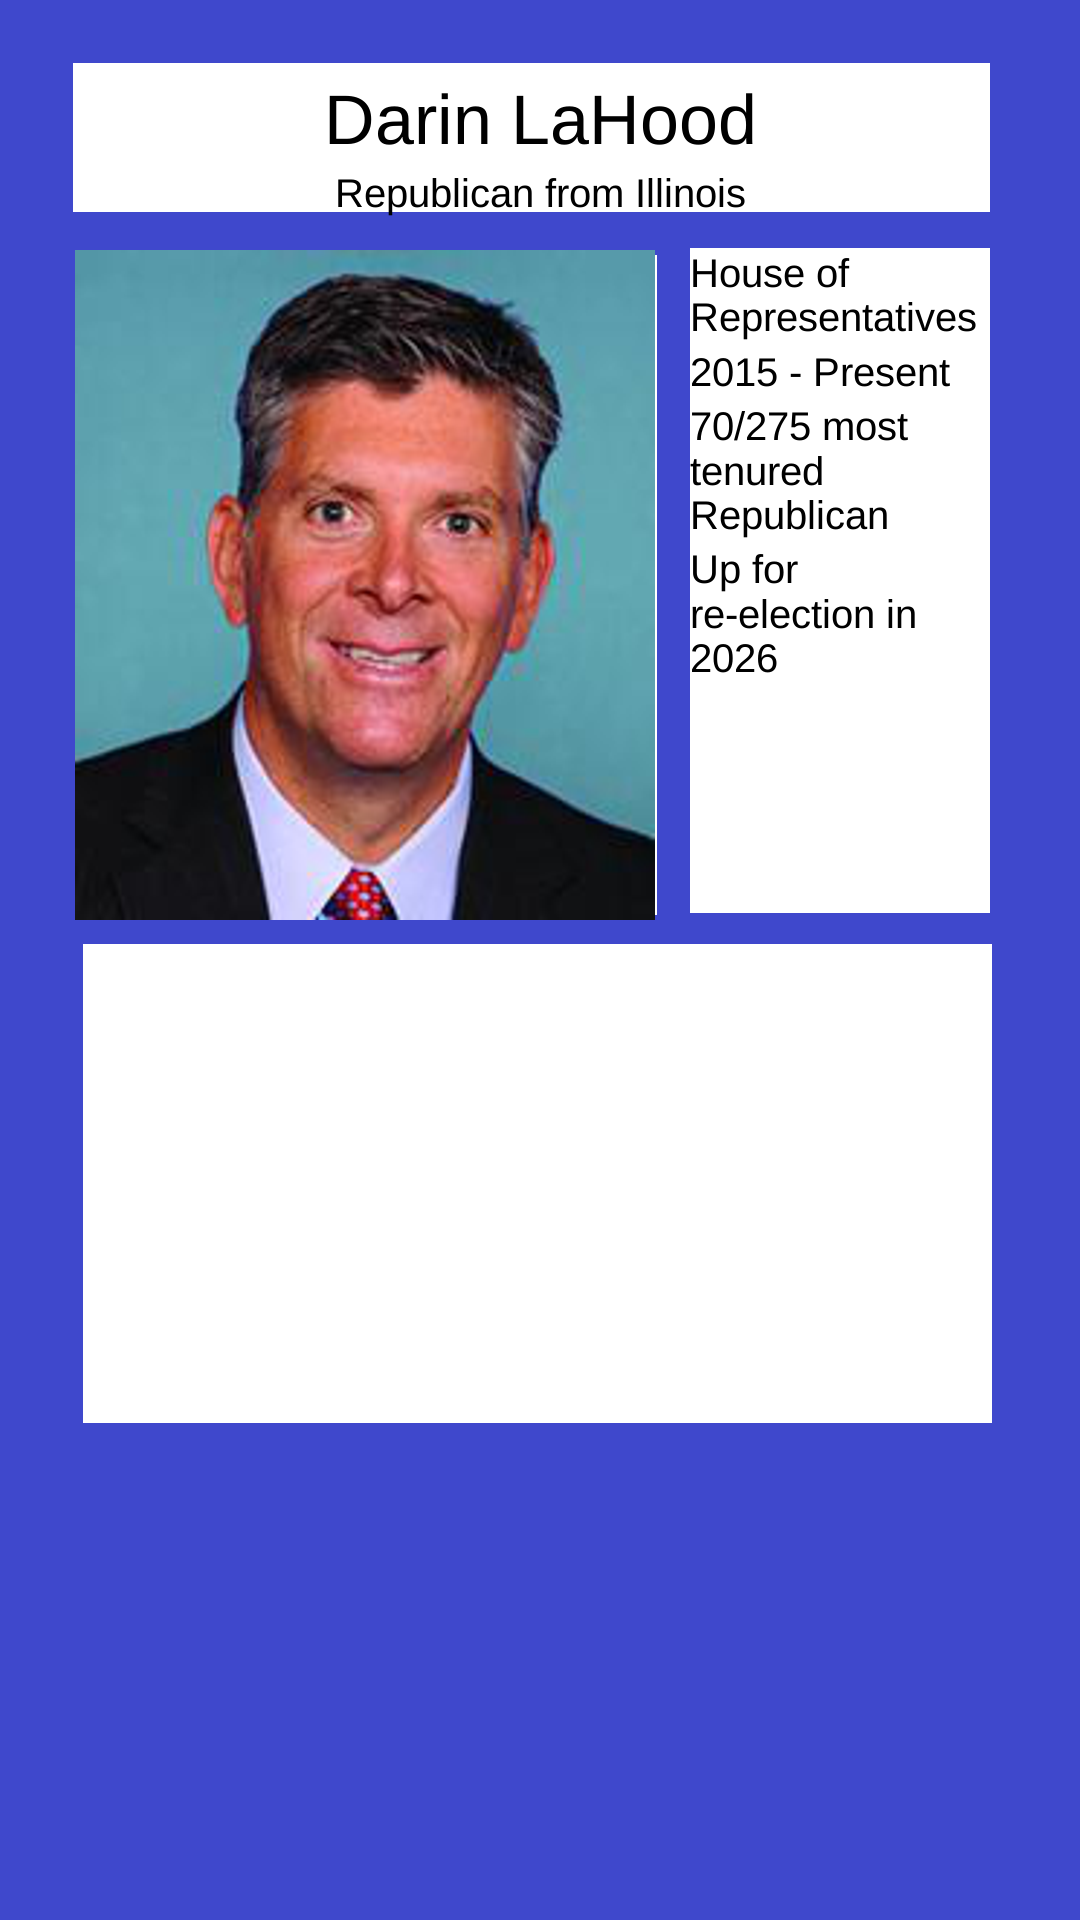 Darin LaHood
Republican from Illinois
House of
Representatives
2015 - Present
70/275 most
tenured
Republican
Up for
re-election in
2026